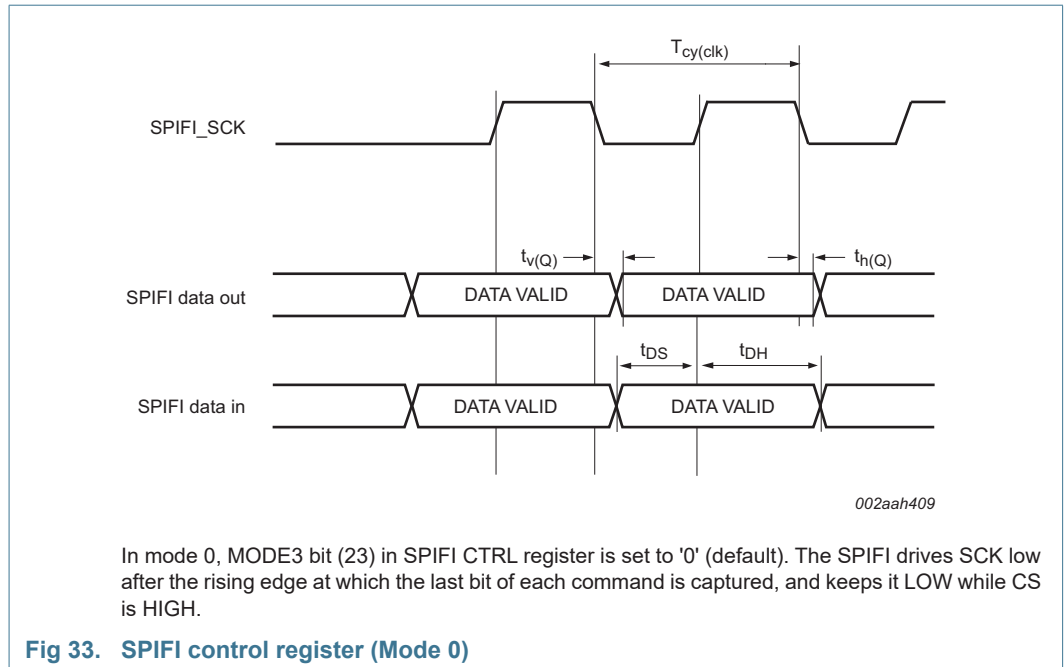 Tcy(clk)
SPIFI_SCK
tv(Q)
th(Q)
SPIFI data out
DATA VALID
DATA VALID
tDS
tDH
SPIFI data in
DATA VALID
DATA VALID
002aah409
In mode 0, MODE3 bit (23) in SPIFI CTRL register is set to '0' (default). The SPIFI drives SCK low
after the rising edge at which the last bit of each command is captured, and keeps it LOW while CS
is HIGH.
Fig 33. SPIFI control register (Mode 0)